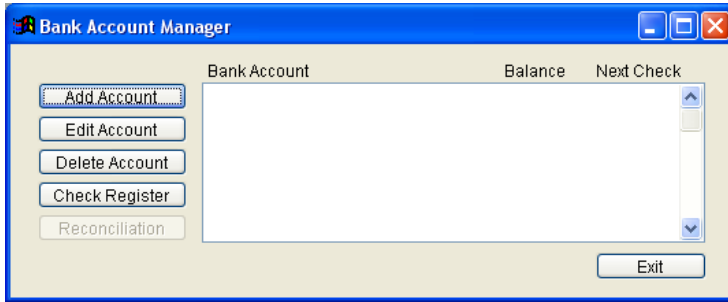 Bank Account Manager
Bank Account Balance Next Check
Add Account
Edit Account
Delete Account
Check Register
Reconciliation
Exit